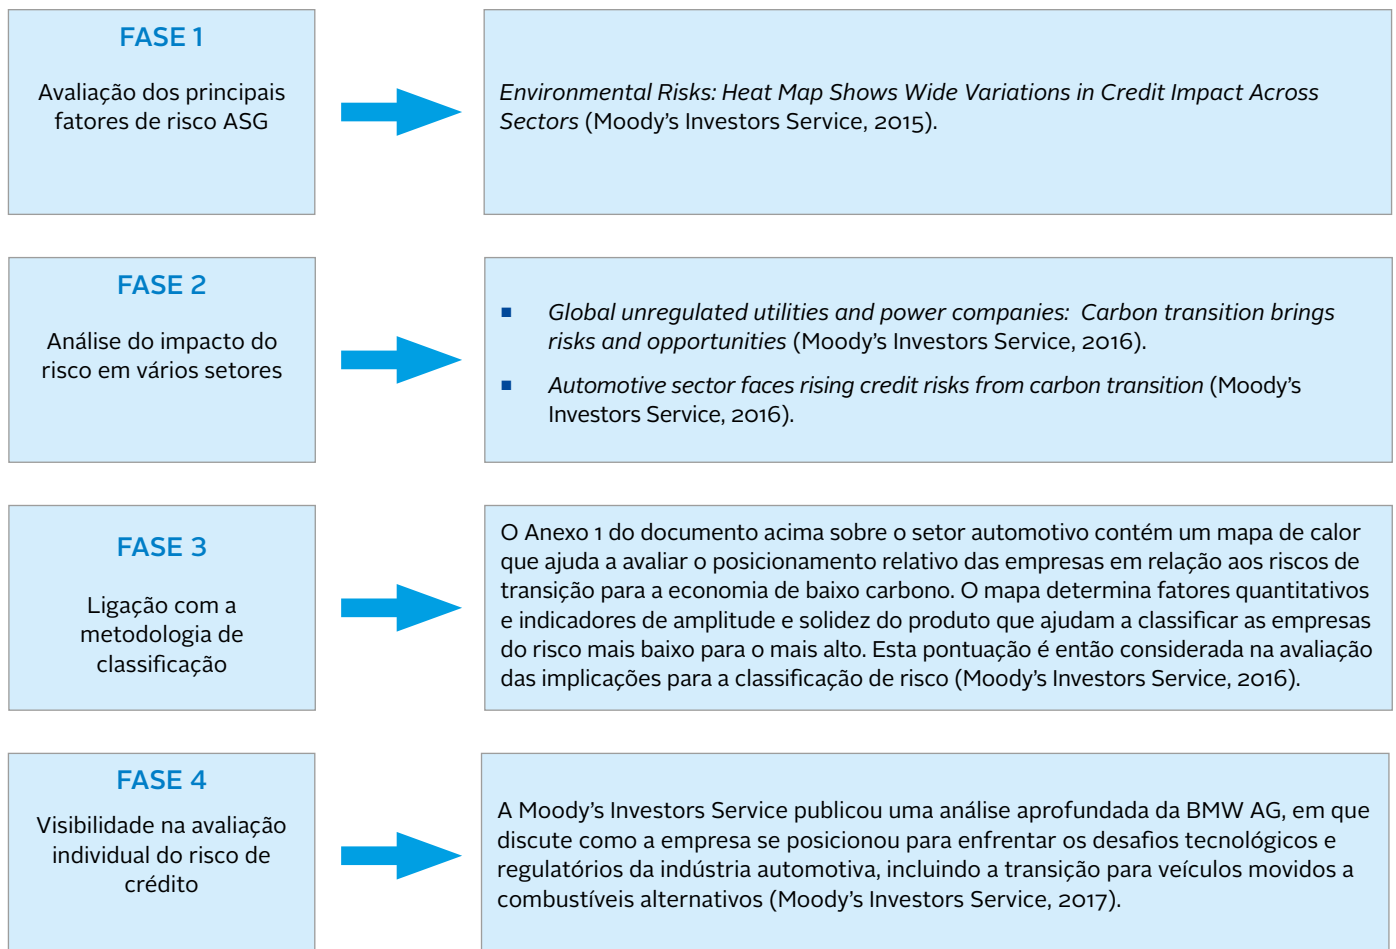 FASE 1
Avaliação dos principais
fatores de risco ASG
Environmental Risks: Heat Map Shows Wide Variations in Credit Impact Across
Sectors (Moody’s Investors Service, 2015).
FASE 2
Análise do impacto do
risco em vários setores
■ Global unregulated utilities and power companies: Carbon transition brings
risks and opportunities (Moody’s Investors Service, 2016).
■ Automotive sector faces rising credit risks from carbon transition (Moody’s
Investors Service, 2016).
FASE 3
Ligação com a
metodologia de
classificação
O Anexo 1 do documento acima sobre o setor automotivo contém um mapa de calor
que ajuda a avaliar o posicionamento relativo das empresas em relação aos riscos de
transição para a economia de baixo carbono. O mapa determina fatores quantitativos
e indicadores de amplitude e solidez do produto que ajudam a classificar as empresas
do risco mais baixo para o mais alto. Esta pontuação é então considerada na avaliação
das implicações para a classificação de risco (Moody’s Investors Service, 2016).
FASE 4
Visibilidade na avaliação
individual do risco de
crédito
A Moody’s Investors Service publicou uma análise aprofundada da BMW AG, em que
discute como a empresa se posicionou para enfrentar os desafios tecnológicos e
regulatórios da indústria automotiva, incluindo a transição para veículos movidos a
combustíveis alternativos (Moody’s Investors Service, 2017).